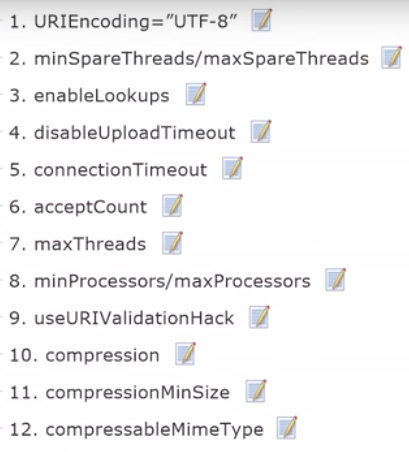 1. URIEncoding=”UTF-8”
2. minSpareThreads/maxSpareThreads
3. enableLookups
4. disableUploadTimeout
5. connectionTimeout
6. acceptCount
7. maxThreads
8. minProcessors/maxProcessors
9. useURIValidationHack
10. compression
11. compressionMinSize
12. compressableMimeType